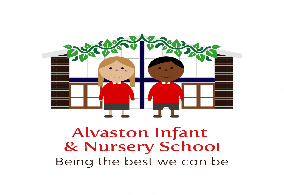 Alvaston Infant
& Nursery School
Being the best we can be